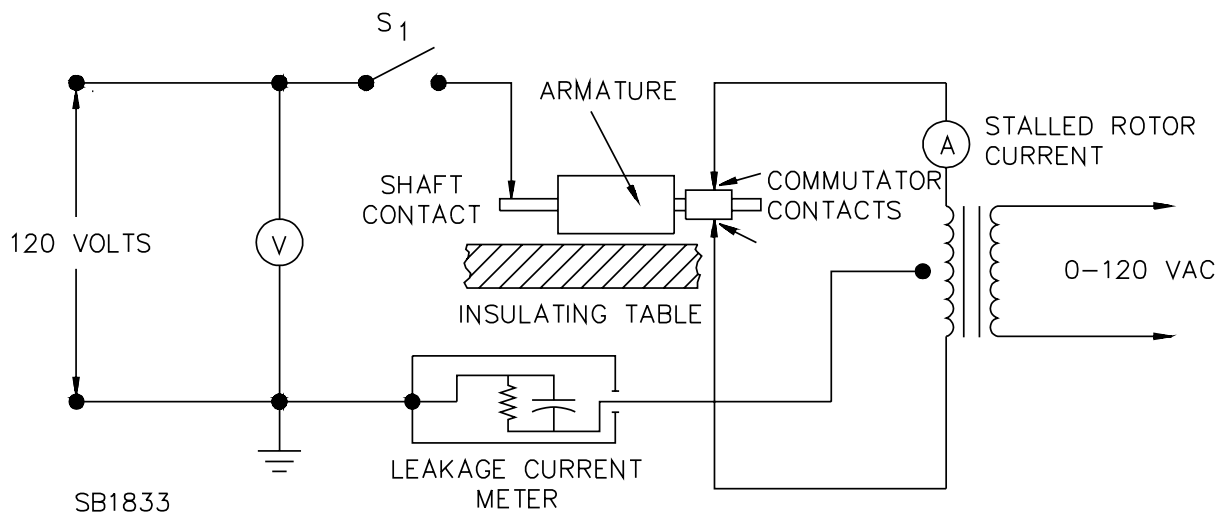 S1
ARMATURE
STALLED ROTOR
CURRENT
A
SHAFT
CONTACT
COMMUTATOR
CONTACTS
120 VOLTS
V
0-120 VAC
INSULATING TABLE
LEAKAGE CURRENT
METER
SB1833